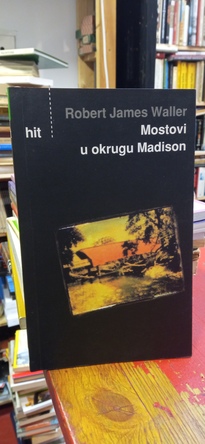 Robert James Waller
hit
Mostovi
u okrugu Madison